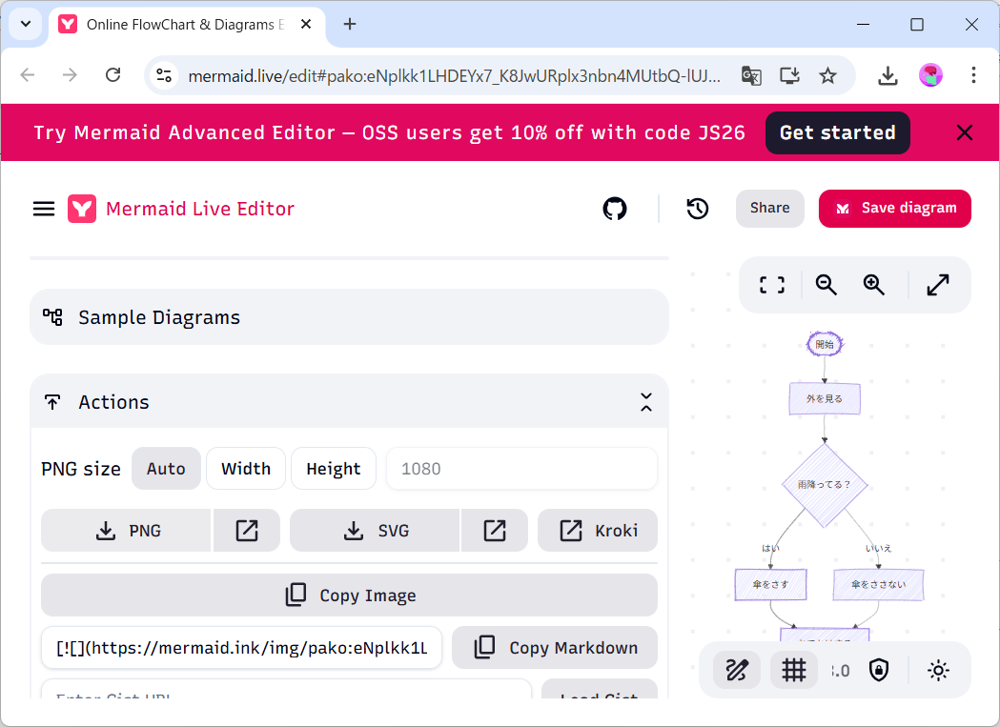 Online FlowChart & Diagrams E
mermaid.live/edit#pako:eNplkk1LHDEYx7_K8JwURplx3nbn4MUtbQ-lUJ...
Try Mermaid Advanced Editor — OSS users get 10% off with code JS26
Get started
Mermaid Live Editor
Share
Save diagram
Sample Diagrams
Actions
PNG size
Auto
Width
Height
1080
PNG
SVG
Kroki
Copy Image
[![](https://mermaid.ink/img/pako:eNplkk1L
Copy Markdown
Enter Gist URL
Load Gist
開始
外を見る
雨降ってる？
はい
いいえ
傘をさす
傘をささない
.0